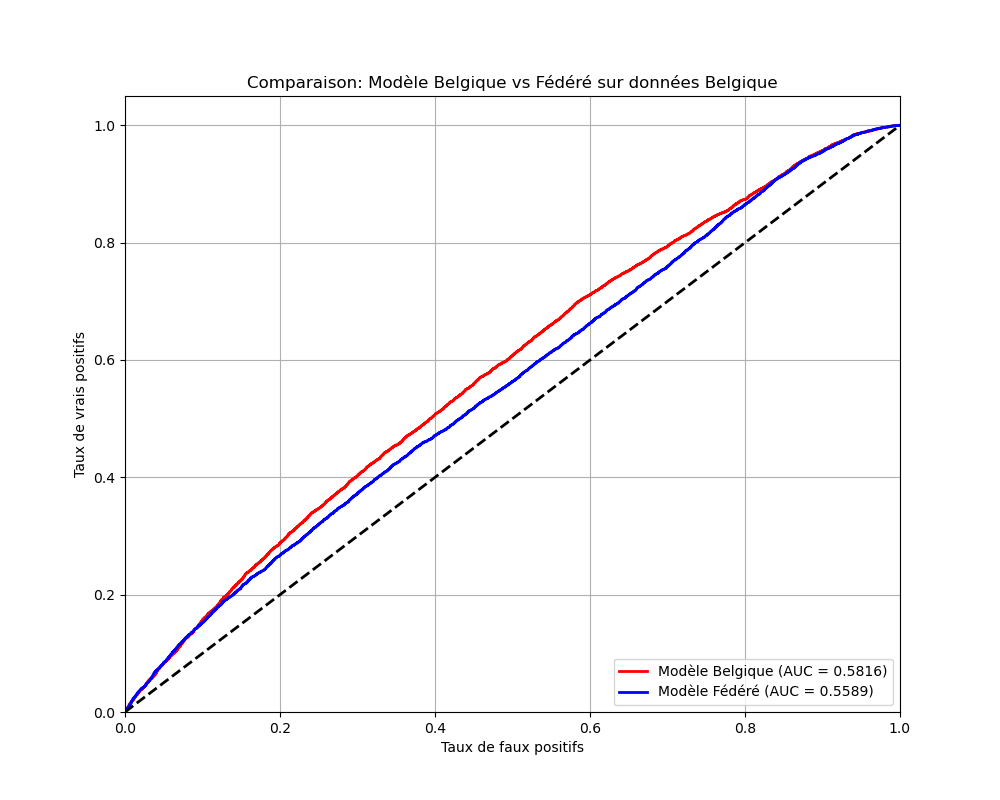 Comparaison: Modèle Belgique vs Fédéré sur données Belgique
Taux de vrais positifs
1.0
0.8
0.6
0.4
0.2
0.0
0.0 0.2 0.4 0.6 0.8 1.0
Taux de faux positifs
Modèle Belgique (AUC = 0.5816)
Modèle Fédéré (AUC = 0.5589)